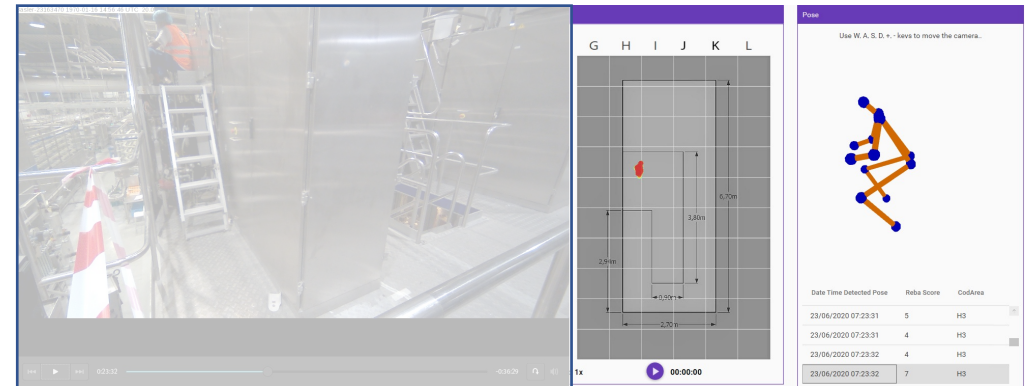 G H I J K L
6,70m
3,80m
2,94m
0,90m
2,70m
0:23:32
-0:36:29
1x
00:00:00
Pose
Use W, A, S, D, +, - keys to move the camera..
Date Time Detected Pose Reba Score CodArea
23/06/2020 07:23:31 5 H3
23/06/2020 07:23:31 4 H3
23/06/2020 07:23:32 4 H3
23/06/2020 07:23:32 7 H3